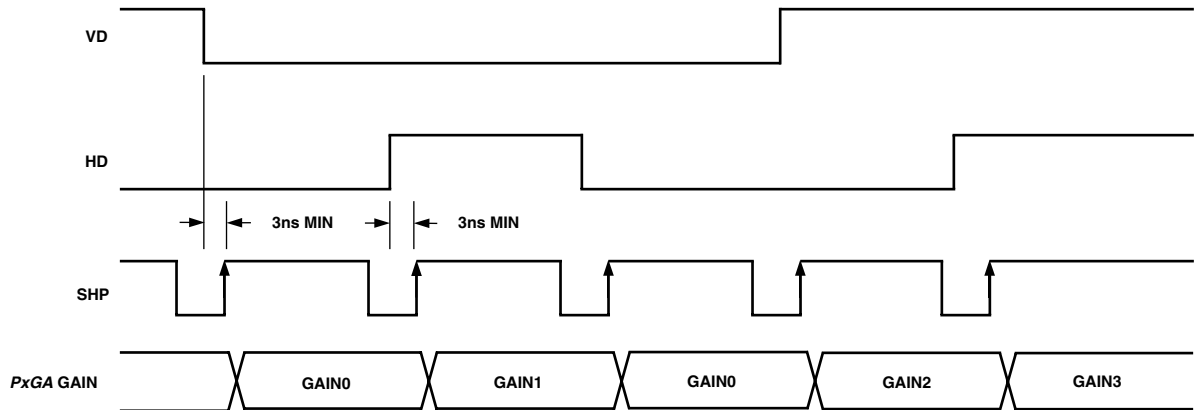 VD
HD
3ns MIN 3ns MIN
SHP
PxGA GAIN GAIN0 GAIN1 GAIN0 GAIN2 GAIN3